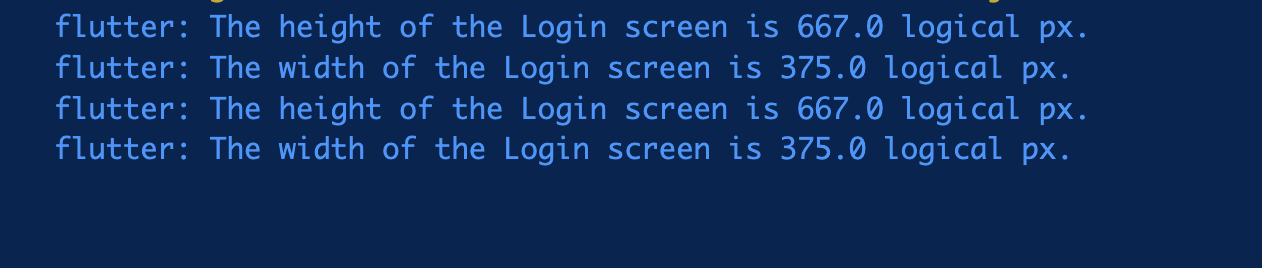 flutter: The height of the Login screen is 667.0 logical px.
flutter: The width of the Login screen is 375.0 logical px.
flutter: The height of the Login screen is 667.0 logical px.
flutter: The width of the Login screen is 375.0 logical px.